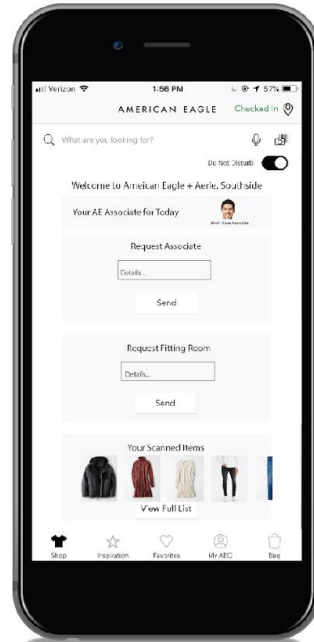 Verizon 1:56 PM 57%
AMERICAN EAGLE Checked In
What are you looking for?
Do Not Disturb
Welcome to Ameican Eagle + Aerie, Southside
Your AE Associate for Today
Request Associate
Details...
Send
Request Fitting Room
Details...
Send
Your Scanned Items
View Full List
Shop Inspiration Favorites My AEO Bag